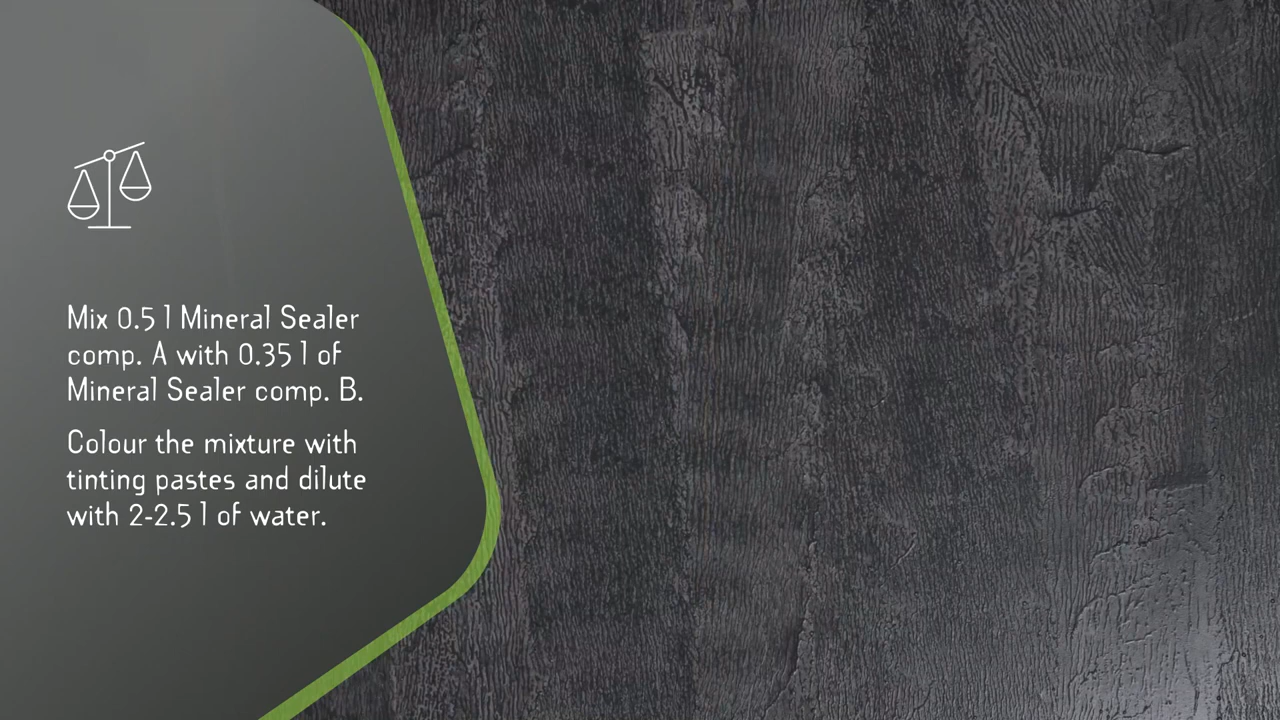 Mix 0.5 l Mineral Sealer
comp. A with 0.35 l of
Mineral Sealer comp. B.
Colour the mixture with
tinting pastes and dilute
with 2-2.5 l of water.